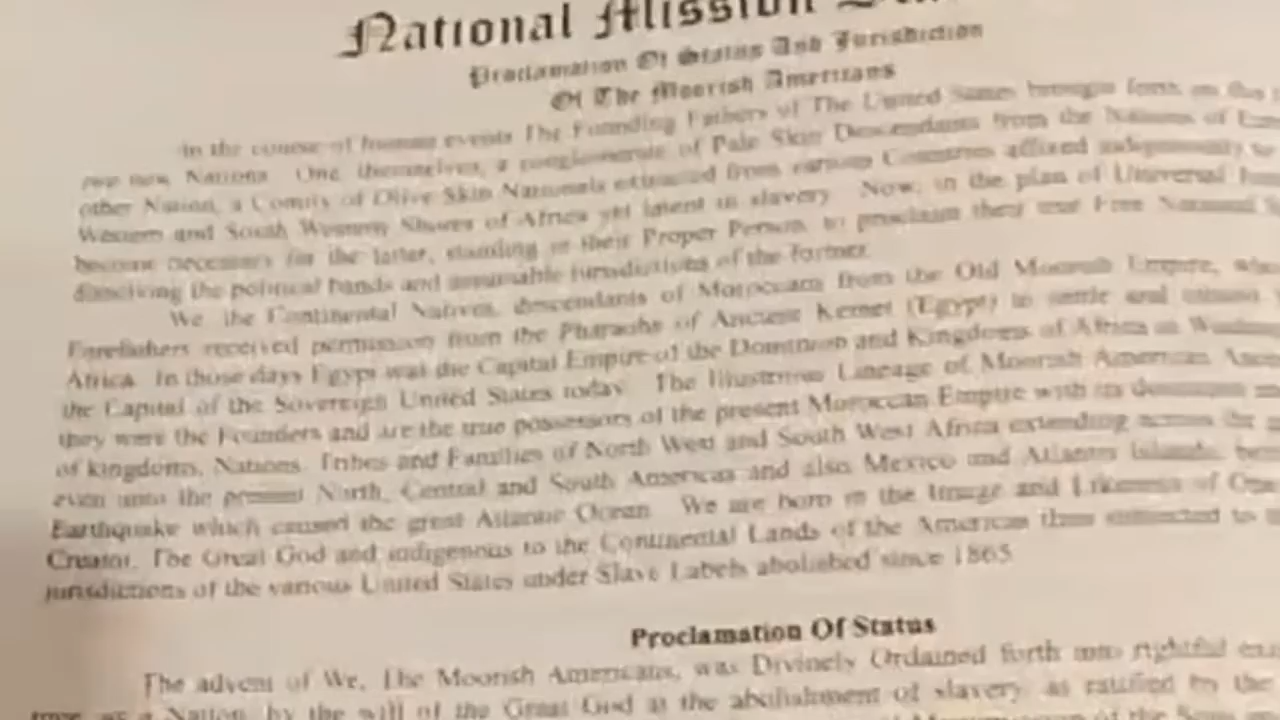 National Mission
Proclamation Of Status And Jurisdiction
Of The Moorish Americans
In the course of human events The Founding Fathers of The United States brought forth on this
two new Nations. One themselves, a conglomerate of Pale Skin Descendants from the Nations of
other Nation, a Comity of Olive Skin Nationals extracted from various Countries affixed indigenously to
Western and South Western Shores of Africa yet latent in slavery. Now, in the plan of Universal
become necessary for the latter, standing in their Proper Person, to proclaim their true Free National
dissolving the political bands and assumable jurisdictions of the former.
We, the Continental Natives, descendants of Moroccans from the Old Moorish Empire,
Forefathers received permission from the Pharaohs of Ancient Kemet (Egypt) to settle and
Africa. In those days Egypt was the Capital Empire of the Dominion and Kingdoms of Africa as
the Capital of the Sovereign United States today. The Illustrious Lineage of Moorish American
they were the Founders and are the true possessors of the present Moroccan Empire with its
of kingdoms, Nations, Tribes and Families of North West and South West Africa extending across the
even unto the present North, Central and South Americas and also Mexico and Atlantis Islands,
Earthquake which caused the great Atlantic Ocean. We are born in the Image and Likeness of
Creator, The Great God and indigenous to the Continental Lands of the Americas then to
jurisdictions of the various United States under Slave Labels abolished since 1865.
Proclamation Of Status
The advent of We, The Moorish Americans, was Divinely Ordained forth into rightful
as a Nation by the will of the Great God at the abolishment of slavery as ratified by the